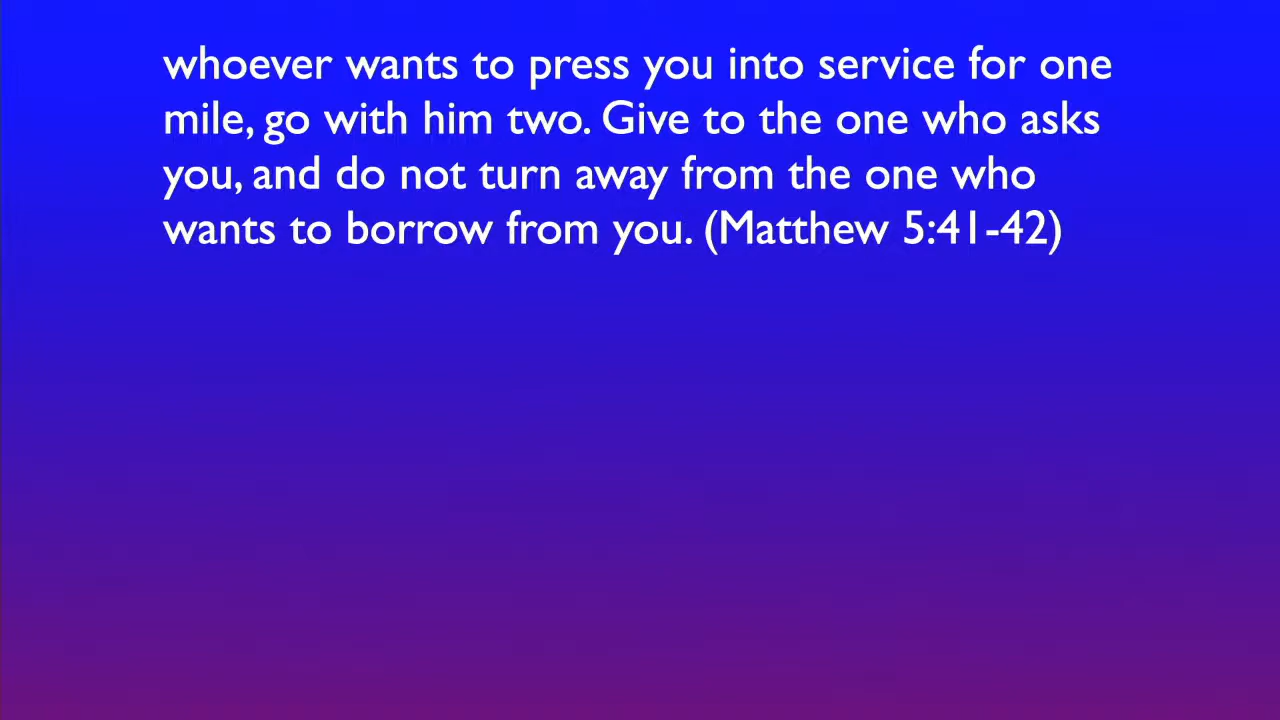 whoever wants to press you into service for one
mile, go with him two. Give to the one who asks
you, and do not turn away from the one who
wants to borrow from you. (Matthew 5:41-42)